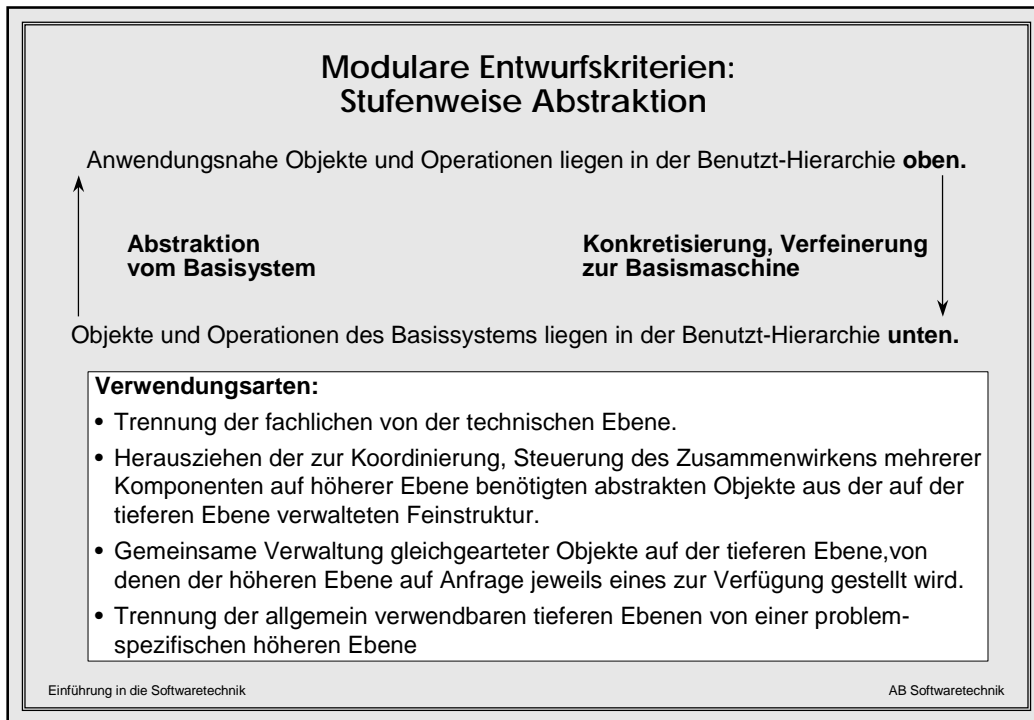 Modulare Entwurfskriterien:
Stufenweise Abstraktion
Anwendungsnahe Objekte und Operationen liegen in der Benutzt-Hierarchie oben.
Abstraktion
vom Basisystem
Konkretisierung, Verfeinerung
zur Basismaschine
Objekte und Operationen des Basissystems liegen in der Benutzt-Hierarchie unten.
Verwendungsarten:
• Trennung der fachlichen von der technischen Ebene.
• Herausziehen der zur Koordinierung, Steuerung des Zusammenwirkens mehrerer
Komponenten auf höherer Ebene benötigten abstrakten Objekte aus der auf der
tieferen Ebene verwalteten Feinstruktur.
• Gemeinsame Verwaltung gleichgearteter Objekte auf der tieferen Ebene,von
denen der höheren Ebene auf Anfrage jeweils eines zur Verfügung gestellt wird.
• Trennung der allgemein verwendbaren tieferen Ebenen von einer problem-
spezifischen höheren Ebene
Einführung in die Softwaretechnik
AB Softwaretechnik